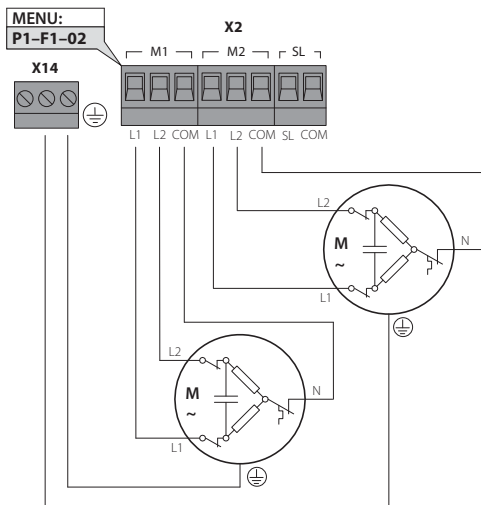 MENU:
P1–F1–02
X2
M1 M2 SL
X14
L1 L2 COM L1 L2 COM SL COM
L2
M
~
N
L1
L2
M
~
N
L1